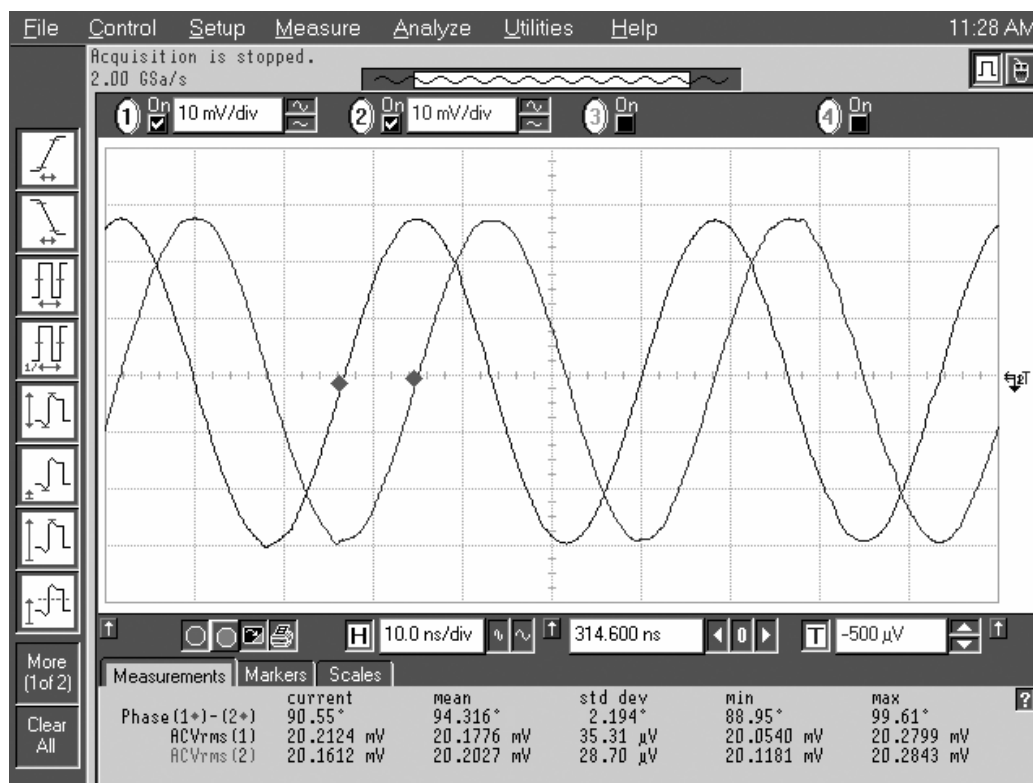 File Control Setup Measure Analyze Utilities Help 11:28 AM
Acquisition is stopped.
2.00 GSa/s
1 On 10 mV/div 2 On 10 mV/div 3 On 4 On
H 10.0 ns/div 314.600 ns 0 T -500 µV
More
(1of 2)
Clear
All
Measurements Markers Scales
current mean std dev min max
Phase(1+)-(2+) 90.55° 94.316° 2.194° 88.95° 99.61°
ACVrms(1) 20.2124 mV 20.1776 mV 35.31 µV 20.0540 mV 20.2799 mV
ACVrms(2) 20.1612 mV 20.2027 mV 28.70 µV 20.1181 mV 20.2843 mV
?